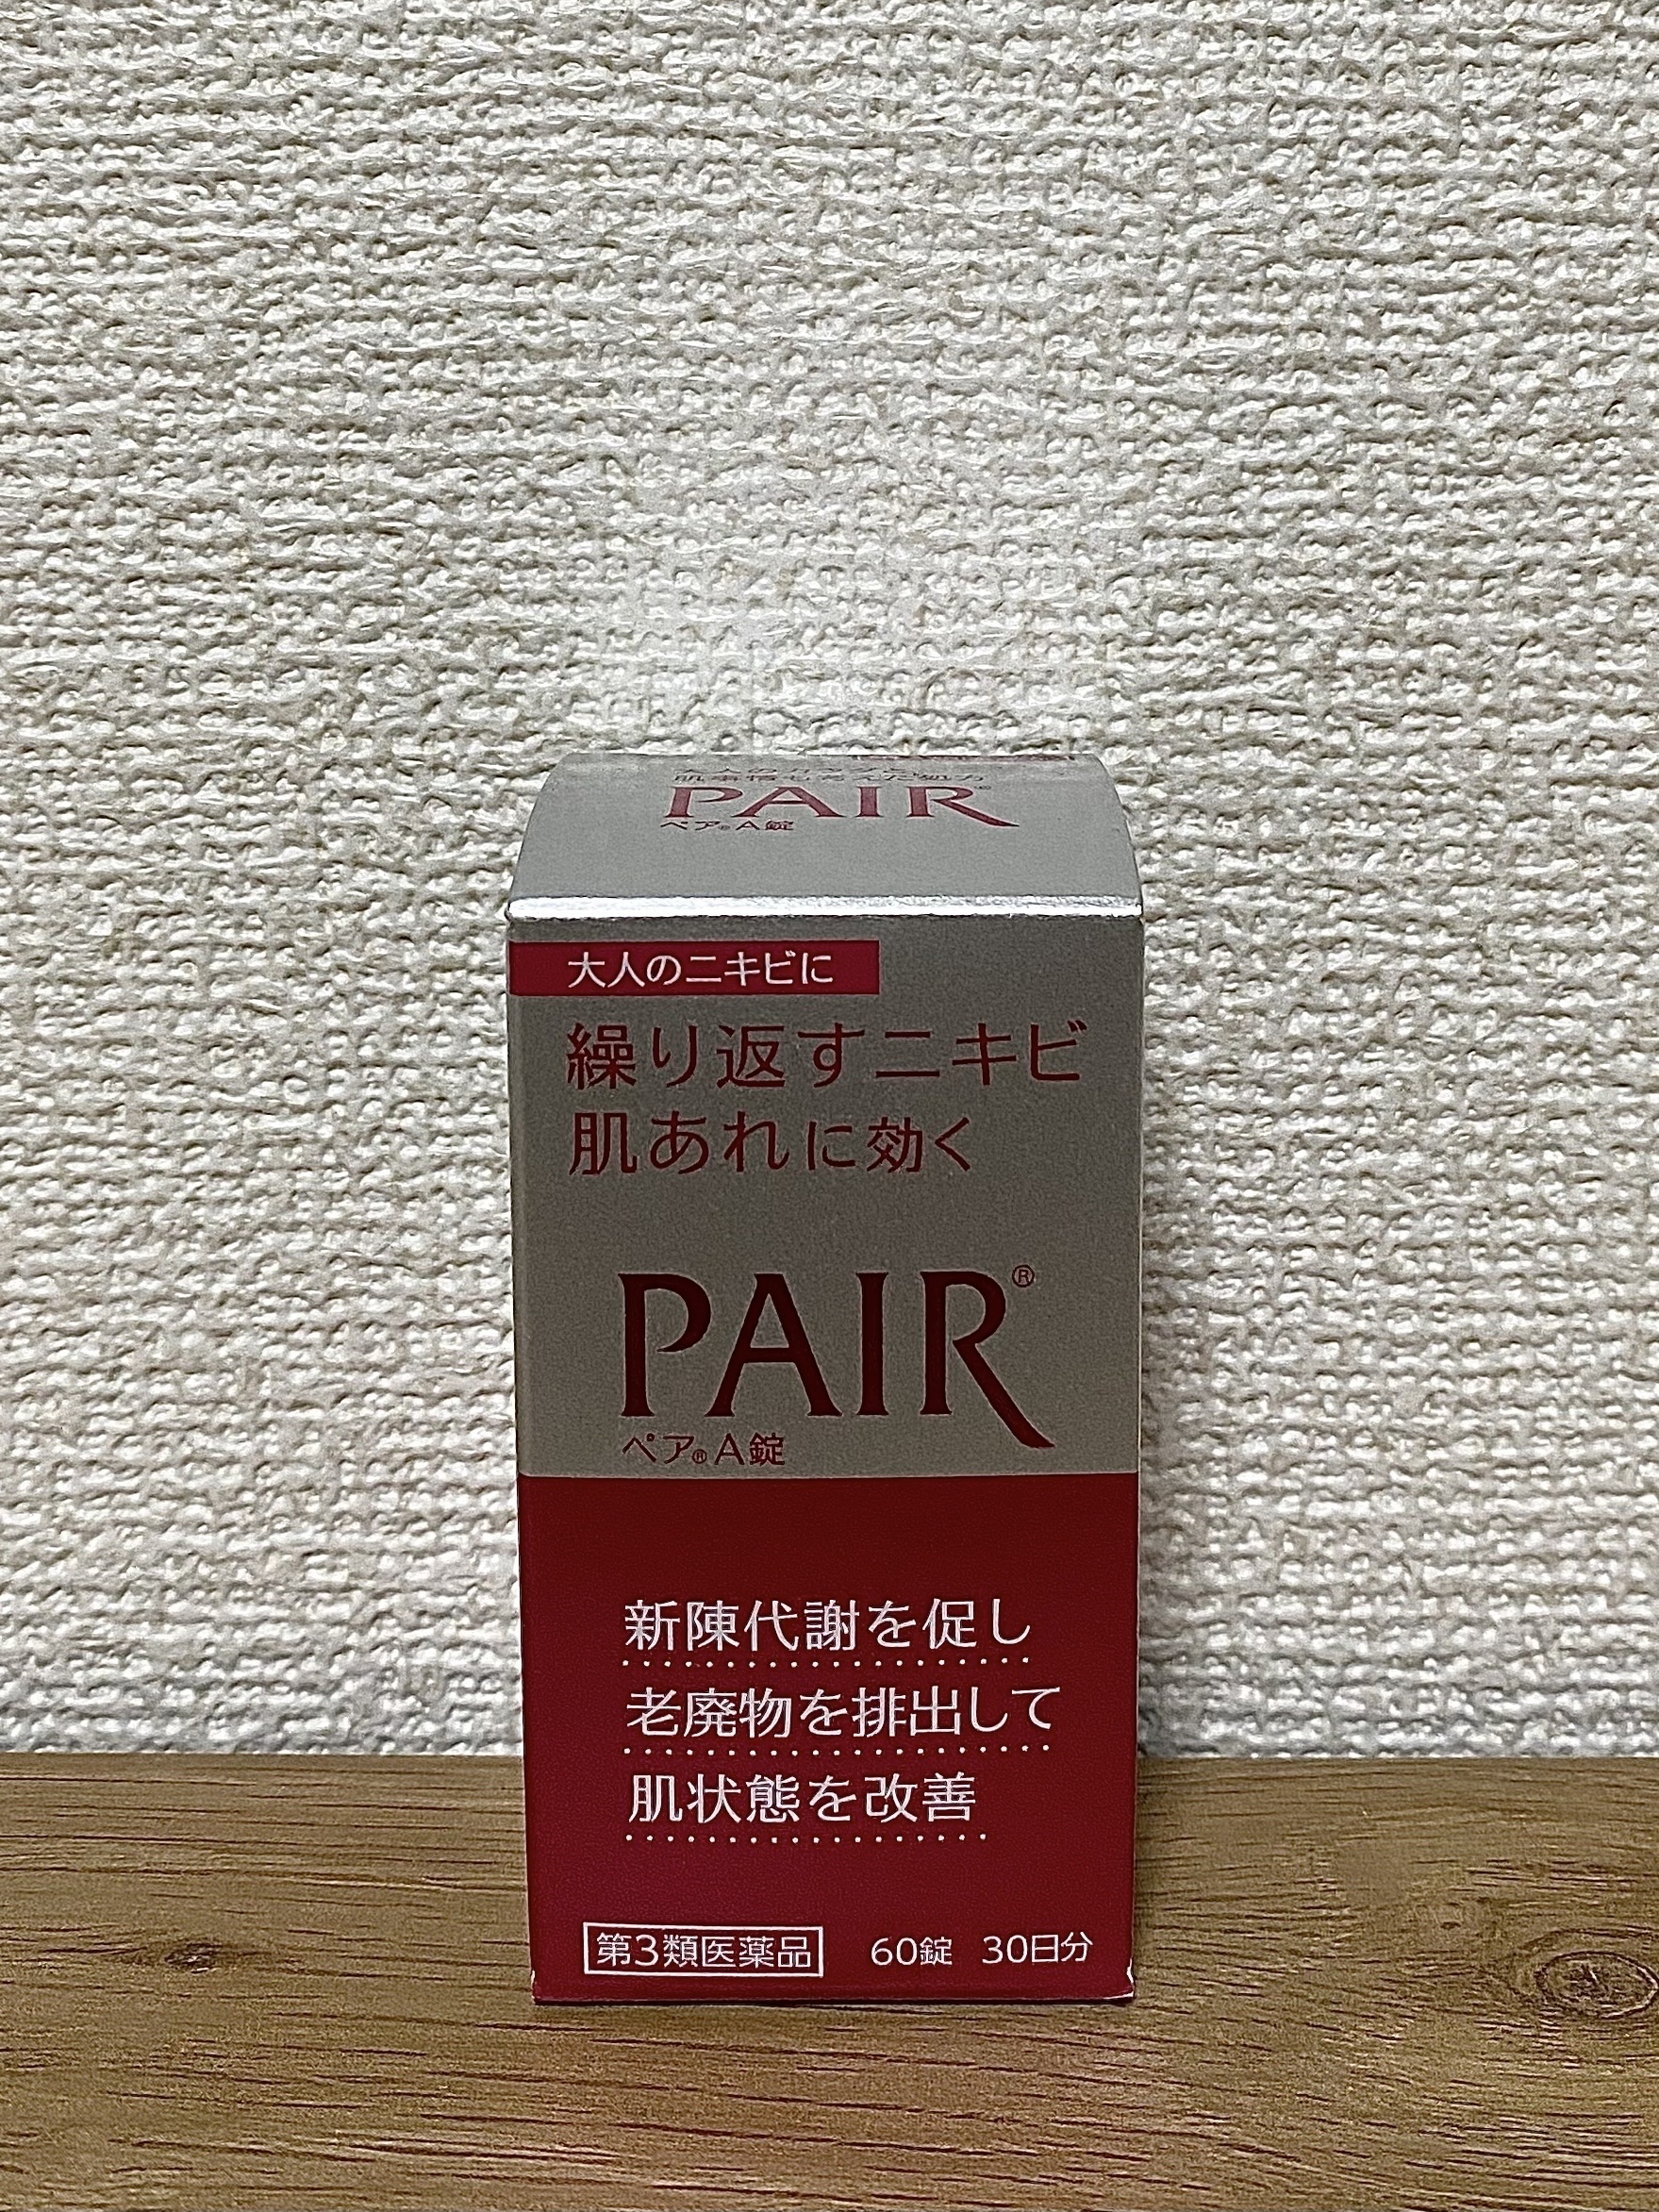 PAIR
ペア®A錠
大人のニキビに
繰り返すニキビ
肌あれに効く
PAIR®
ペア®A錠
新陳代謝を促し
老廃物を排出して
肌状態を改善
第3類医薬品 60錠 30日分